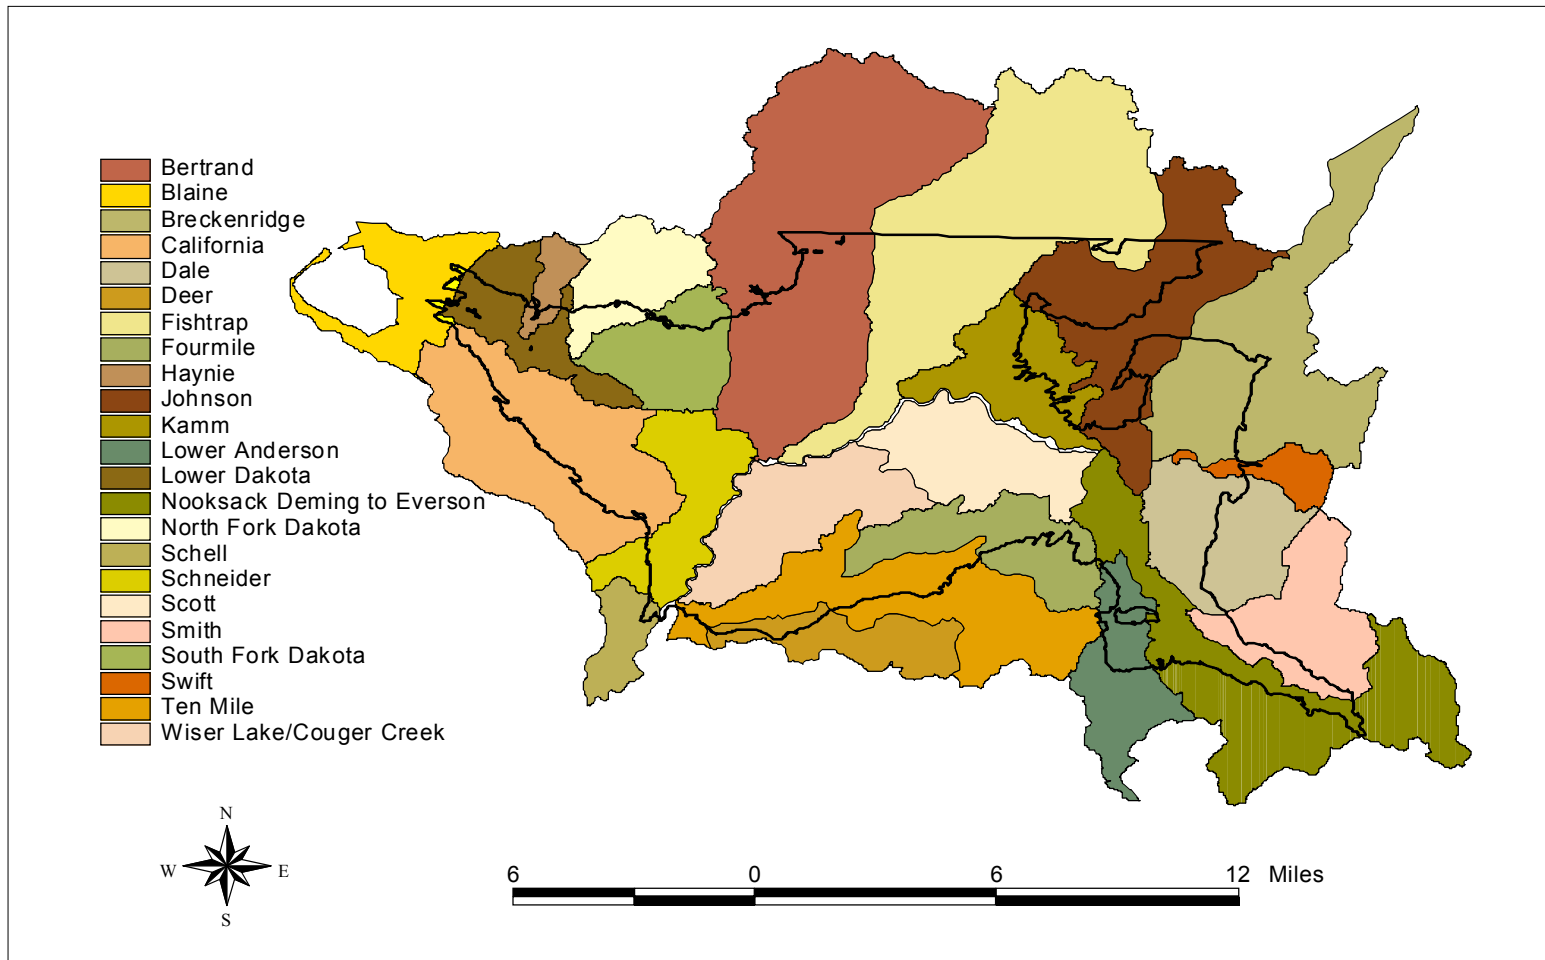 Bertrand
Blaine
Breckenridge
California
Dale
Deer
Fishtrap
Fourmile
Haynie
Johnson
Kamm
Lower Anderson
Lower Dakota
Nooksack Deming to Everson
North Fork Dakota
Schell
Schneider
Scott
Smith
South Fork Dakota
Swift
Ten Mile
Wiser Lake/Couger Creek
N
W E
S
6 0 6 12 Miles